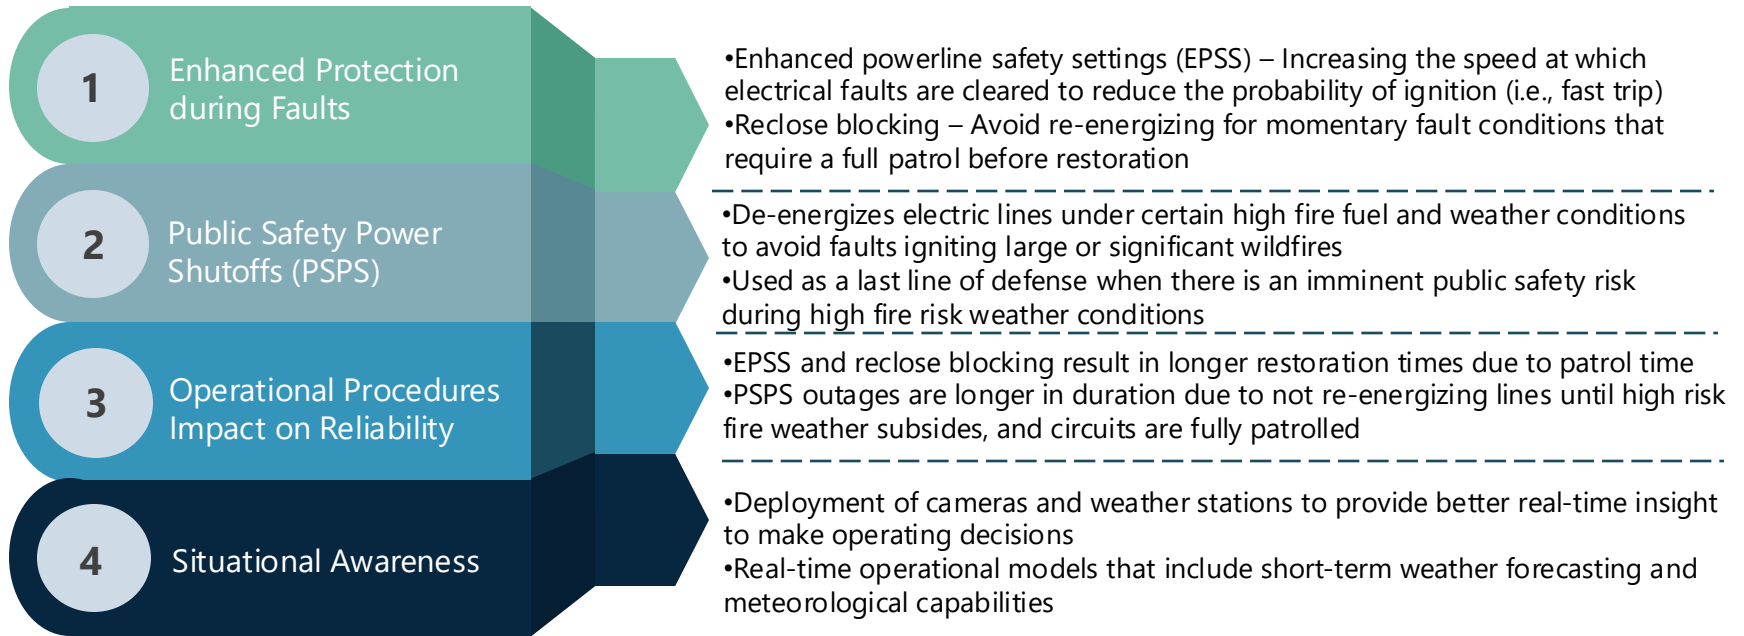 1
Enhanced Protection
during Faults
•Enhanced powerline safety settings (EPSS) – Increasing the speed at which
electrical faults are cleared to reduce the probability of ignition (i.e., fast trip)
•Reclose blocking – Avoid re-energizing for momentary fault conditions that
require a full patrol before restoration
2
Public Safety Power
Shutoffs (PSPS)
•De-energizes electric lines under certain high fire fuel and weather conditions
to avoid faults igniting large or significant wildfires
•Used as a last line of defense when there is an imminent public safety risk
during high fire risk weather conditions
3
Operational Procedures
Impact on Reliability
•EPSS and reclose blocking result in longer restoration times due to patrol time
•PSPS outages are longer in duration due to not re-energizing lines until high risk
fire weather subsides, and circuits are fully patrolled
4
Situational Awareness
•Deployment of cameras and weather stations to provide better real-time insight
to make operating decisions
•Real-time operational models that include short-term weather forecasting and
meteorological capabilities